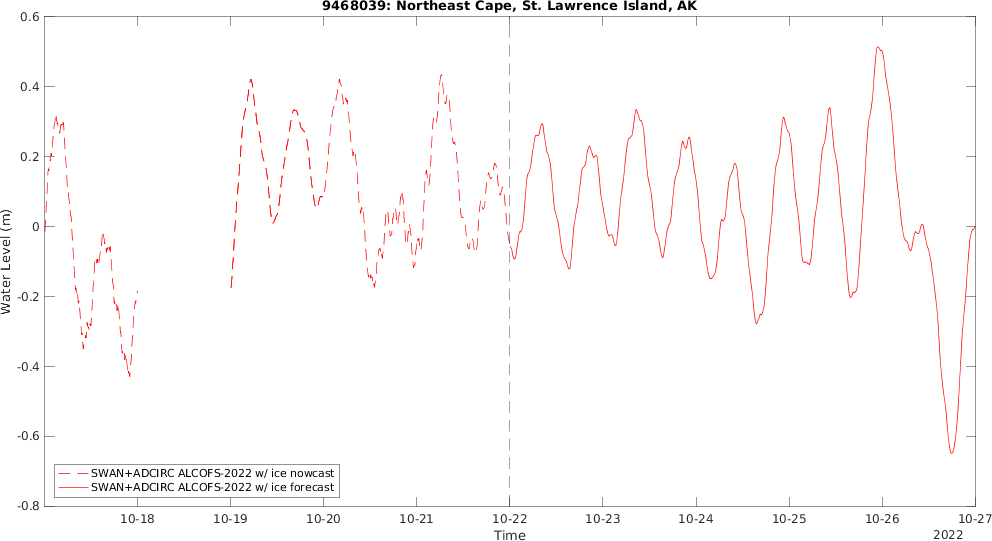 9468039: Northeast Cape, St. Lawrence Island, AK
Water Level (m)
0.6
0.4
0.2
0
-0.2
-0.4
-0.6
-0.8
SWAN+ADCIRC ALCOFS-2022 w/ ice nowcast
SWAN+ADCIRC ALCOFS-2022 w/ ice forecast
10-18 10-19 10-20 10-21 10-22 10-23 10-24 10-25 10-26 10-27
Time
2022